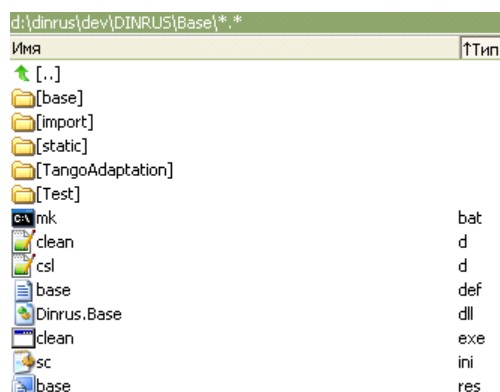 d:\dinrus\dev\DINRUS\Base\*.*
Имя ↑Тип
[..]
[base]
[import]
[static]
[TangoAdaptation]
[Test]
mk bat
clean d
csl d
base def
Dinrus.Base dll
clean exe
sc ini
base res